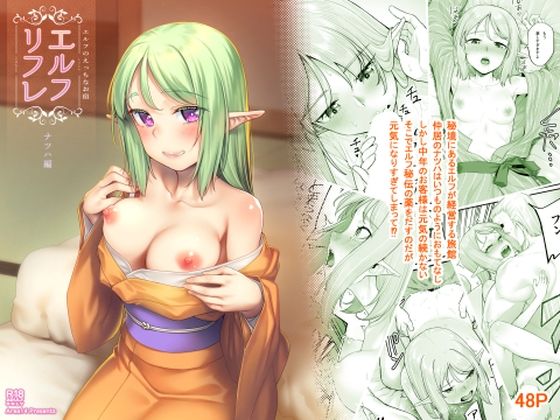 エルフのえっちなお宿
エルフ
リフレ
ナツハ編
秘境にあるエルフが経営する旅館
仲居のナツハはいつものようにおもてなし
しかし中年のお客様は元気の続かない
そこでエルフ秘伝の薬をだすのだが
元気になりすぎてしまって!?
R18
Area14 Presents
48P